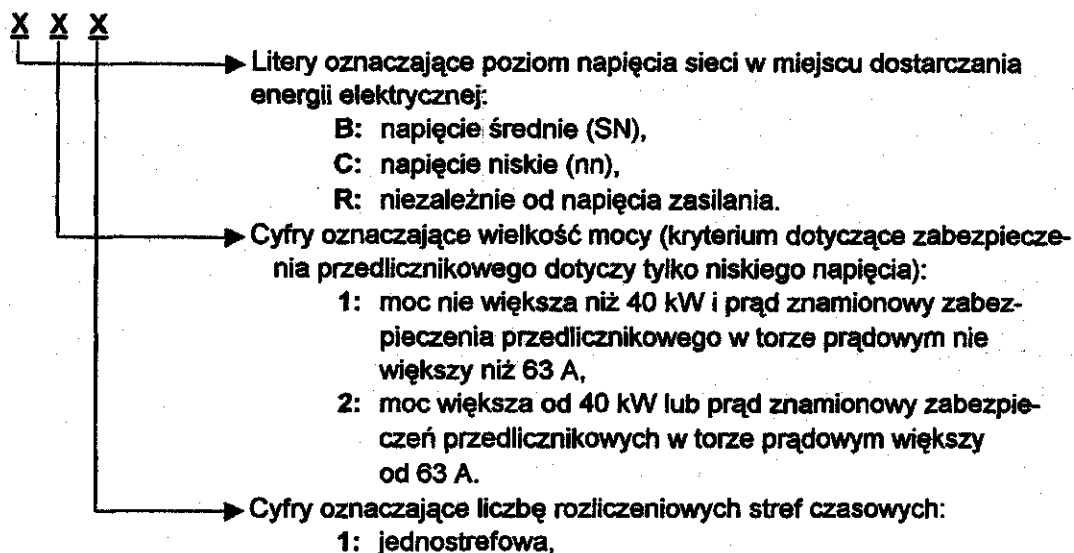 X X X
Litery oznaczające poziom napięcia sieci w miejscu dostarczania
energii elektrycznej:
B: napięcie średnie (SN),
C: napięcie niskie (nn),
R: niezależnie od napięcia zasilania.
Cyfry oznaczające wielkość mocy (kryterium dotyczące zabezpiecze-
nia przedlicznikowego dotyczy tylko niskiego napięcia):
1: moc nie większa niż 40 kW i prąd znamionowy zabez-
pieczenia przedlicznikowego w torze prądowym nie
większy niż 63 A,
2: moc większa od 40 kW lub prąd znamionowy zabezpie-
czeń przedlicznikowych w torze prądowym większy
od 63 A.
Cyfry oznaczające liczbę rozliczeniowych stref czasowych:
1: jednostrefowa,